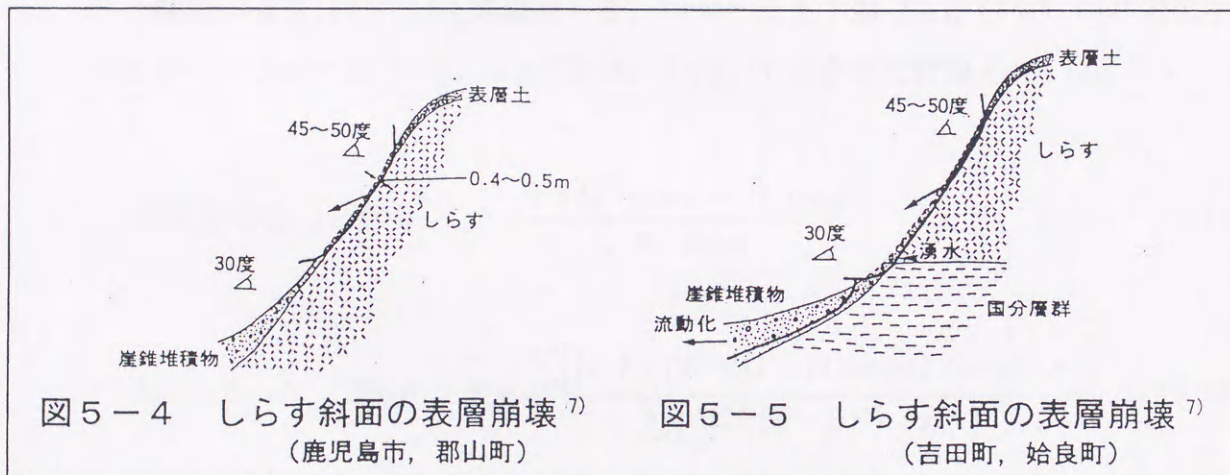 表層土
45～50度
0.4～0.5m
しらす
30度
崖錐堆積物
図5－4 しらす斜面の表層崩壊7)
(鹿児島市, 郡山町)
表層土
45～50度
しらす
30度
湧水
崖錐堆積物
流動化
国分層群
図5－5 しらす斜面の表層崩壊7)
(吉田町, 姶良町)